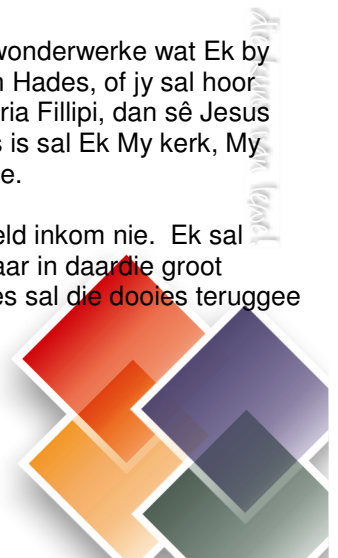 wonderwerke wat Ek by
Hades, of jy sal hoor
ria Fillipi, dan sê Jesus
s is sal Ek My kerk, My
e.
eld inkom nie. Ek sal
aar in daardie groot
es sal die dooies teruggee